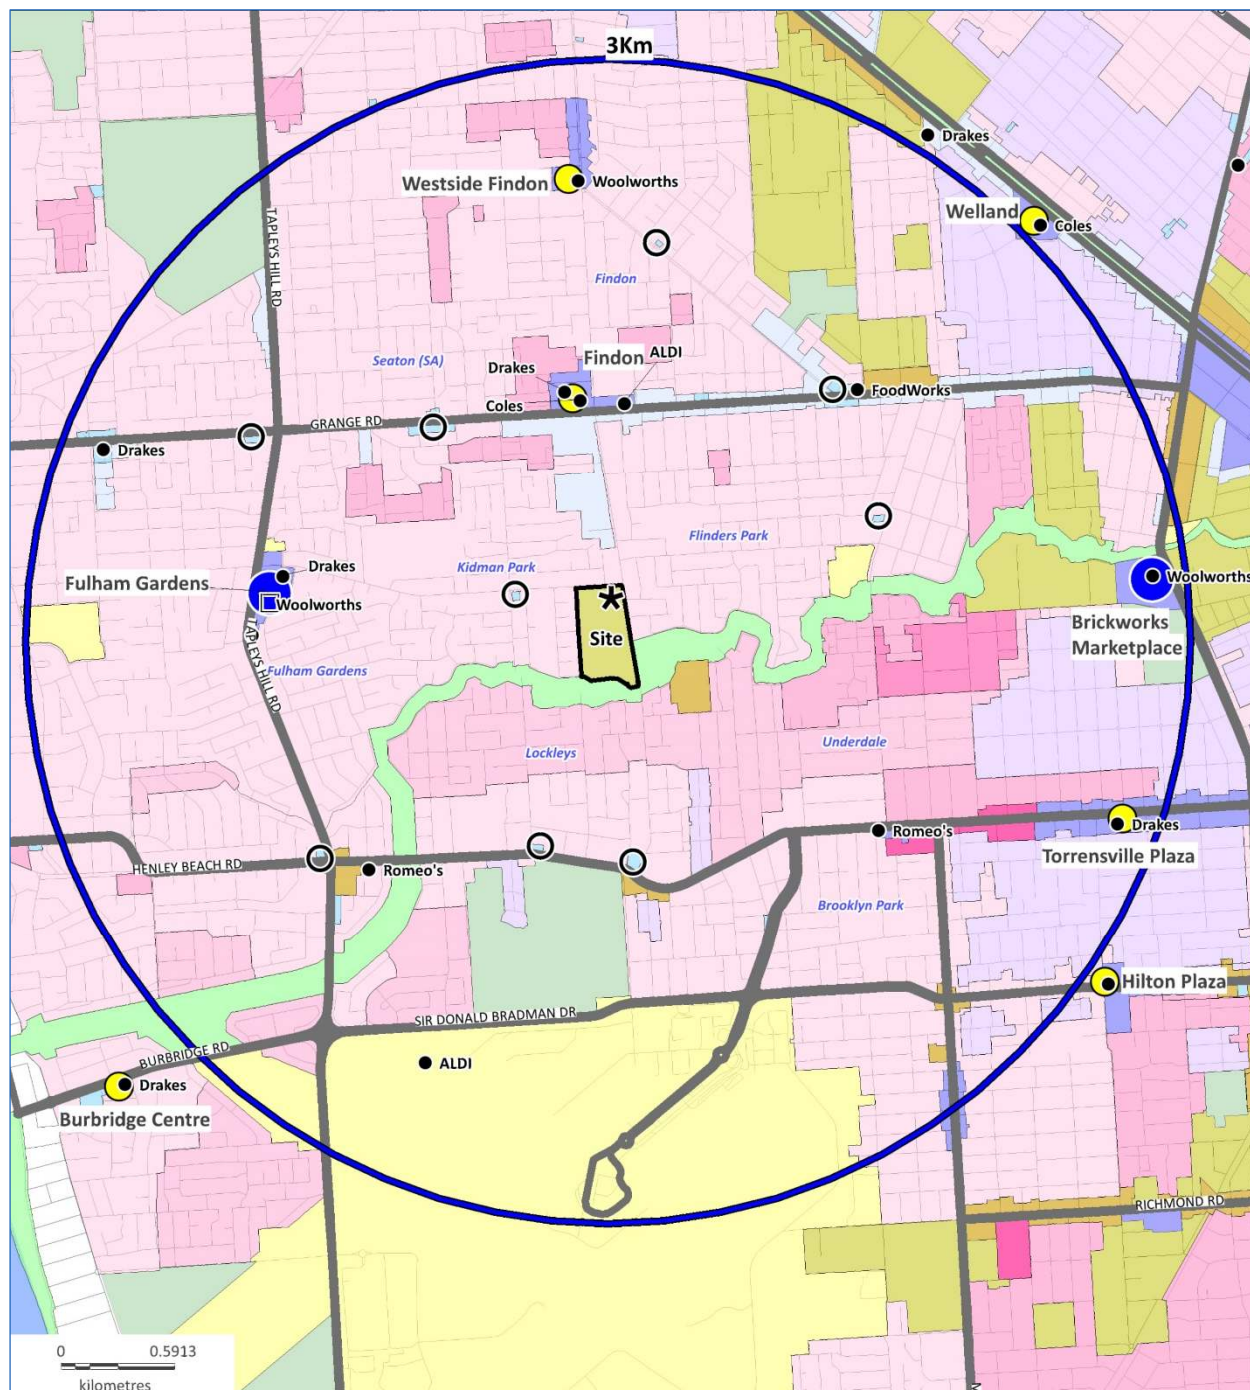 3Km
Drakes
Westside Findon
Woolworths
Welland
Coles
TAPLEYS HILL RD
Findon
Seaton (SA)
Drakes
Findon
ALDI
Coles
FoodWorks
GRANGE RD
Drakes
Flinders Park
Kidman Park
Fulham Gardens
Drakes
Woolworths
Woolworths
Site
Brickworks
Marketplace
TAPLEYS HILL RD
Fulham Gardens
Lockleys
Underdale
Romeo's
Drakes
Torrensville Plaza
HENLEY BEACH RD
Romeo's
Brooklyn Park
Hilton Plaza
SIR DONALD BRADMAN DR
BURBRIDGE RD
ALDI
Drakes
Burbridge Centre
RICHMOND RD
0 0.5913
kilometres